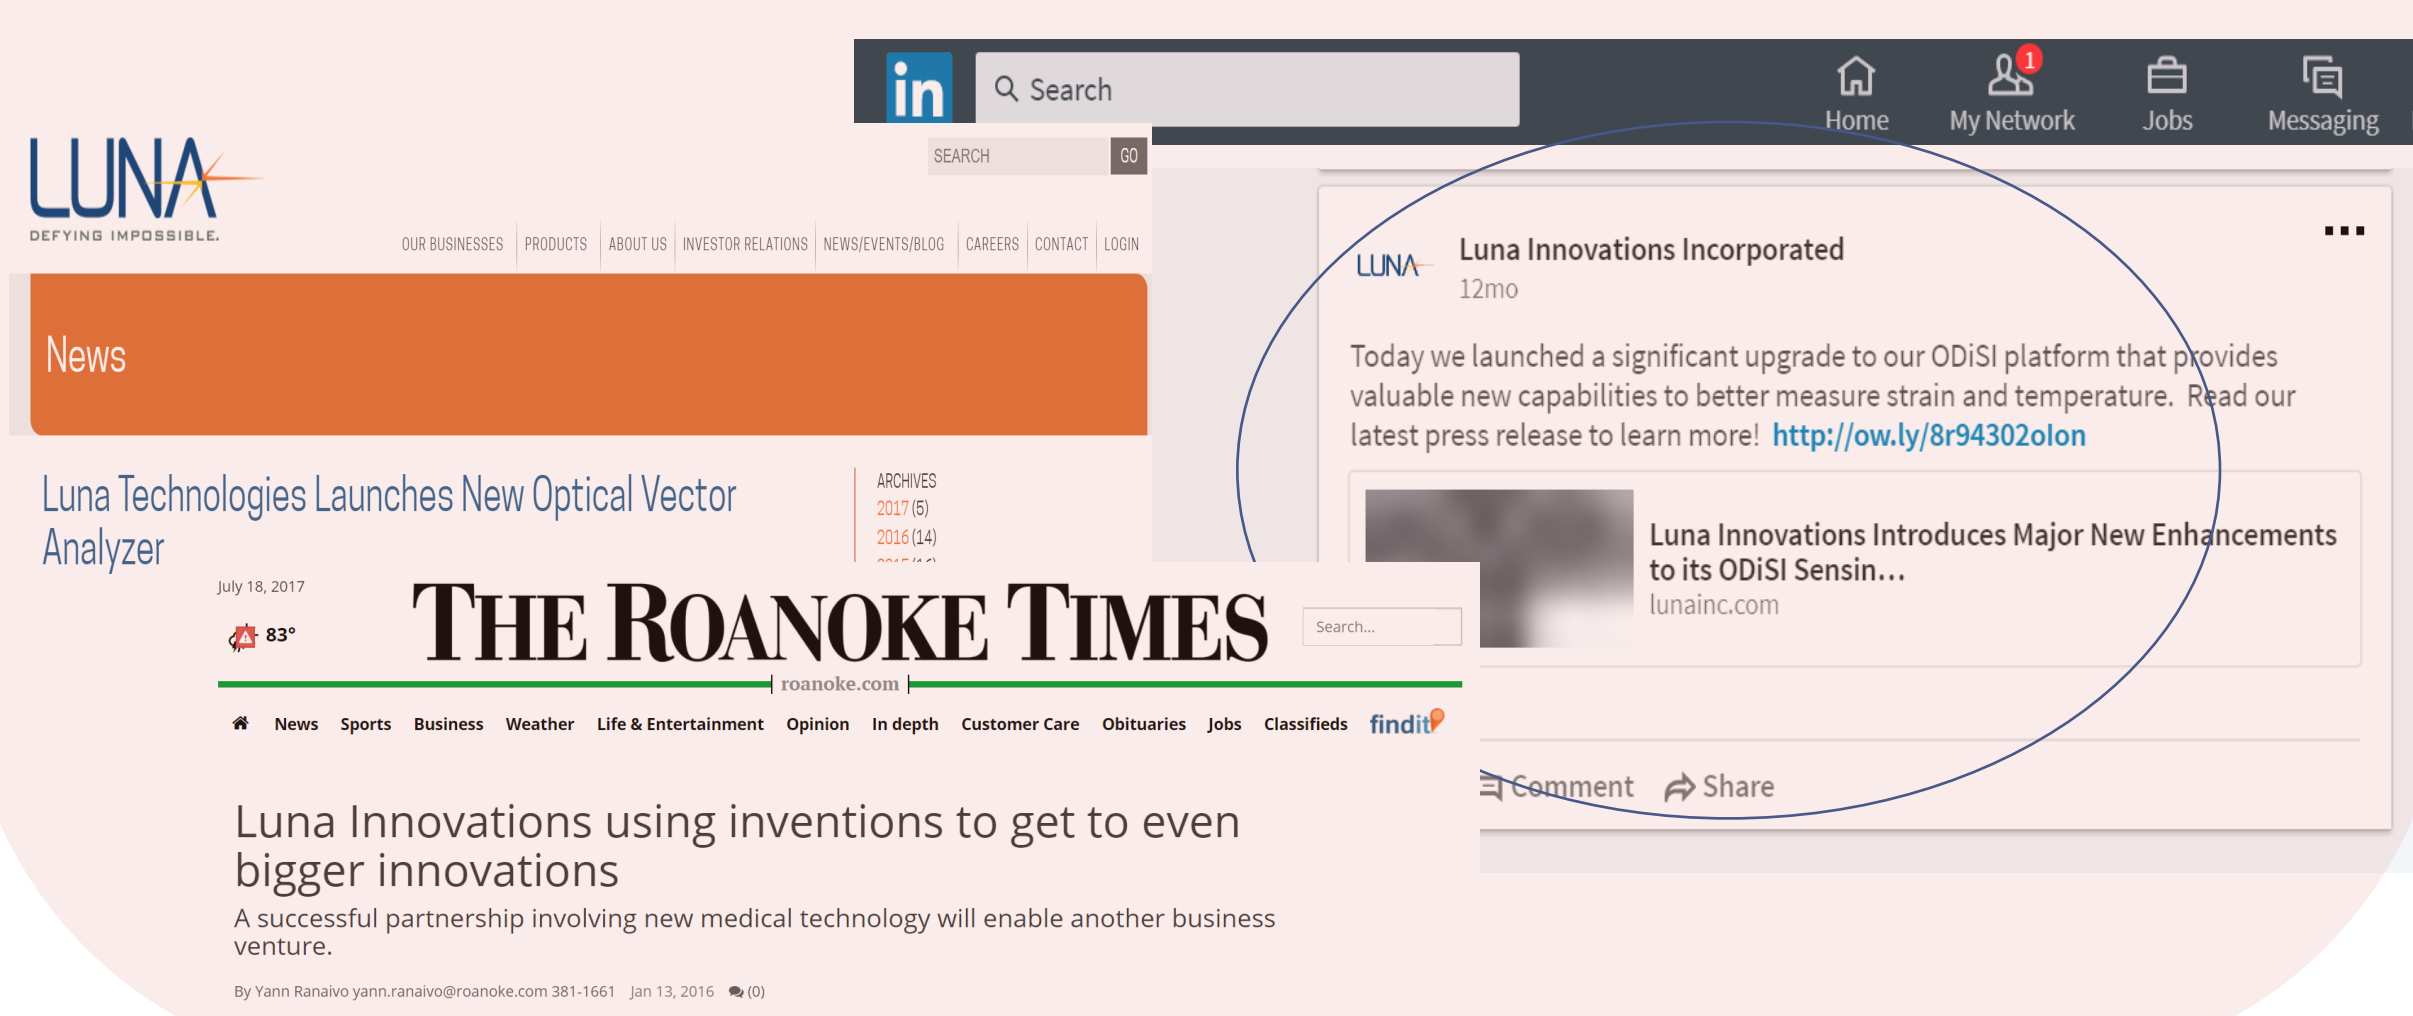 in
Search
Home
1
My Network
Jobs
Messaging
LUNA
DEFYING IMPOSSIBLE.
SEARCH
GO
OUR BUSINESSES
PRODUCTS
ABOUT US
INVESTOR RELATIONS
NEWS/EVENTS/BLOG
CAREERS
CONTACT
LOGIN
News
Luna Technologies Launches New Optical Vector
Analyzer
ARCHIVES
2017 (5)
2016 (14)
LUNA
Luna Innovations Incorporated
12mo
Today we launched a significant upgrade to our ODiSI platform that provides
valuable new capabilities to better measure strain and temperature. Read our
latest press release to learn more! http://ow.ly/8r94302oIon
Luna Innovations Introduces Major New Enhancements
to its ODiSI Sensin...
lunainc.com
Comment
Share
July 18, 2017
83°
THE ROANOKE TIMES
Search...
roanoke.com
News
Sports
Business
Weather
Life & Entertainment
Opinion
In depth
Customer Care
Obituaries
Jobs
Classifieds
findit
Luna Innovations using inventions to get to even
bigger innovations
A successful partnership involving new medical technology will enable another business
venture.
By Yann Ranaivo yann.ranaivo@roanoke.com 381-1661 Jan 13, 2016 (0)